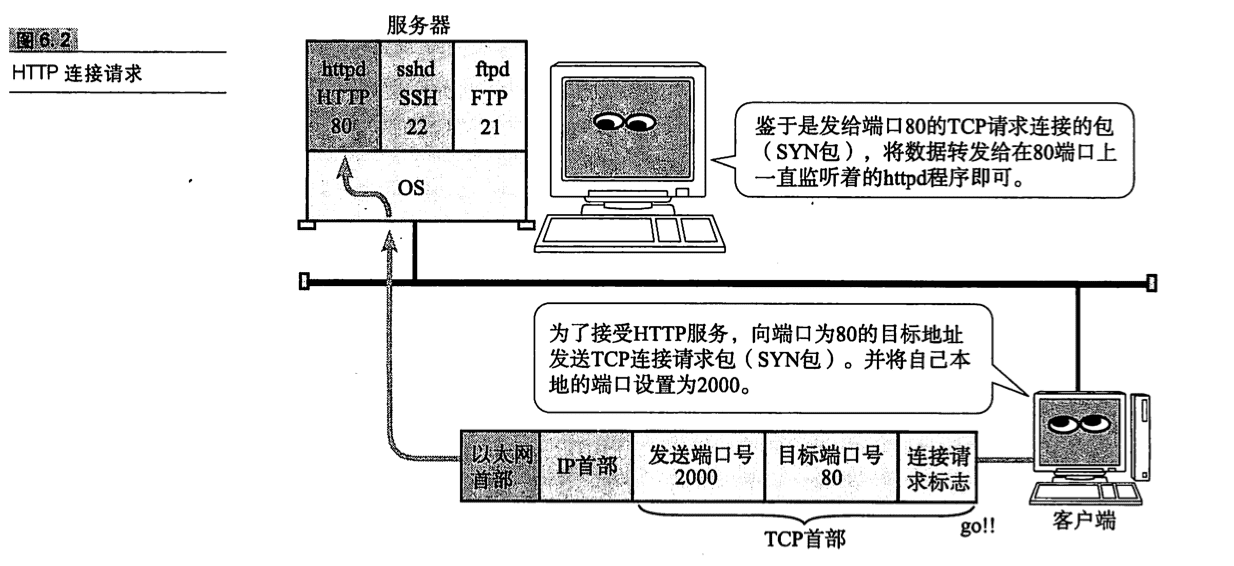 图6.2
HTTP 连接请求
服务器
httpd
HTTP
80
sshd
SSH
22
ftpd
FTP
21
OS
鉴于是发给端口80的TCP请求连接的包
（SYN包），将数据转发给在80端口上
一直监听着的httpd程序即可。
为了接受HTTP服务，向端口为80的目标地址
发送TCP连接请求包（SYN包）。并将自己本
地的端口设置为2000。
以太网
首部
IP首部
发送端口号
2000
目标端口号
80
连接请
求标志
TCP首部
go!!
客户端